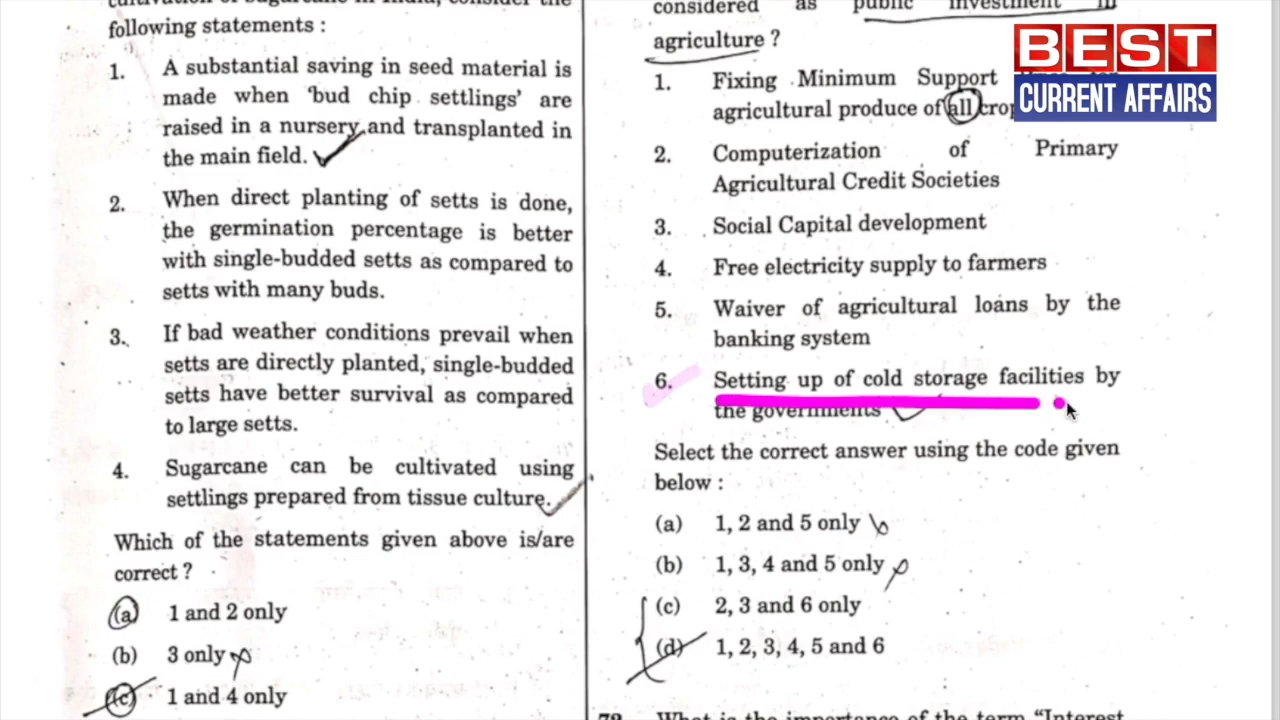 following statements :
1. A substantial saving in seed material is
made when 'bud chip settlings' are
raised in a nursery and transplanted in
the main field.
2. When direct planting of setts is done,
the germination percentage is better
with single-budded setts as compared to
setts with many buds.
3. If bad weather conditions prevail when
setts are directly planted, single-budded
setts have better survival as compared
to large setts.
4. Sugarcane can be cultivated using
settlings prepared from tissue culture.
Which of the statements given above is/are
correct ?
(a) 1 and 2 only
(b) 3 only
(c) 1 and 4 only
considered as public investment in
agriculture ?
1. Fixing Minimum Support
agricultural produce of all
2. Computerization of Primary
Agricultural Credit Societies
3. Social Capital development
4. Free electricity supply to farmers
5. Waiver of agricultural loans by the
banking system
6. Setting up of cold storage facilities by
the governments
Select the correct answer using the code given
below :
(a) 1, 2 and 5 only
(b) 1, 3, 4 and 5 only
(c) 2, 3 and 6 only
(d) 1, 2, 3, 4, 5 and 6
What is the importance of the term "Interest
BEST
CURRENT AFFAIRS